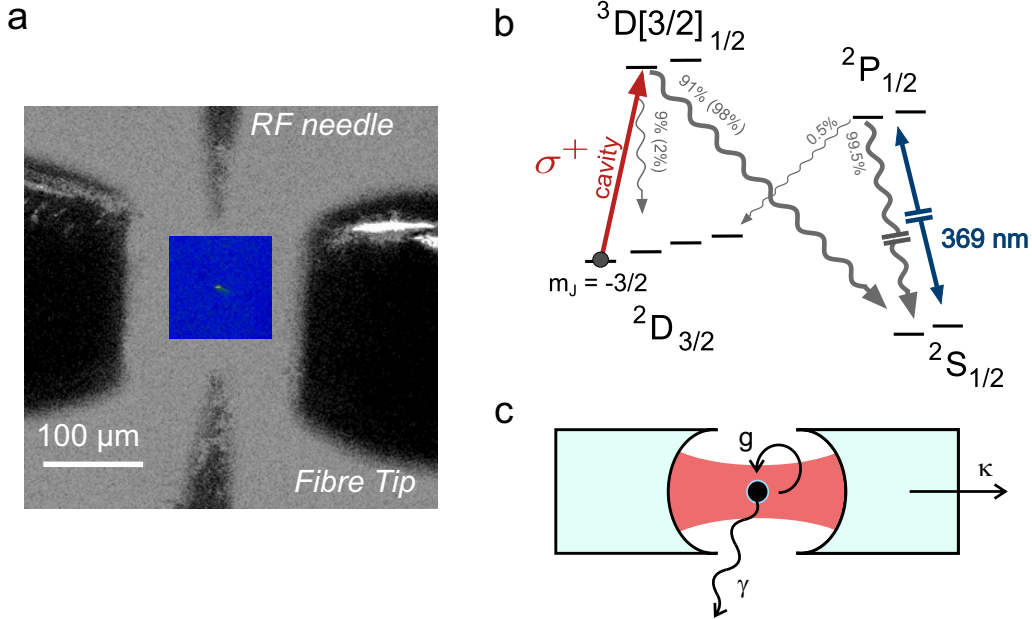 a
RF needle
100 μm
Fibre Tip
b
³D[3/2]₁/₂
²P₁/₂
91% (98%)
9% (2%)
0.5%
99.5%
σ⁺
cavity
369 nm
mJ = -3/2
²D₃/₂
²S₁/₂
c
g
κ
γ